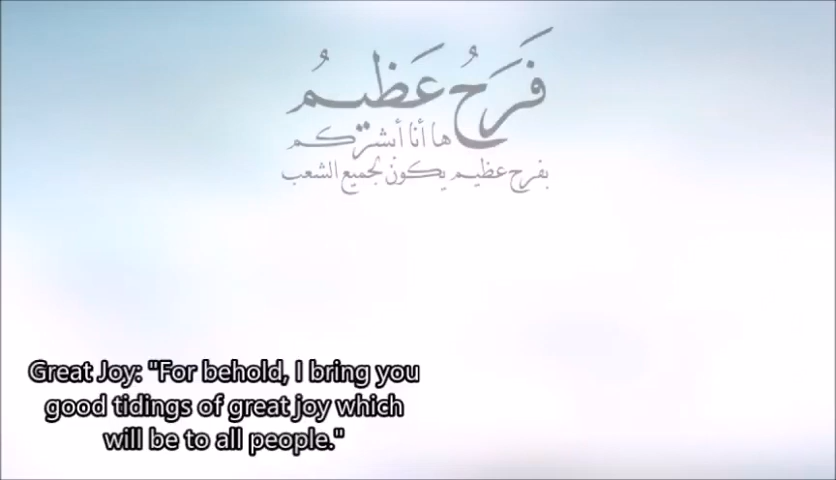 فَرَحُ عَظيمُ
ها أنا أبشركم
بفرح عظيم يكون لجميع الشعب
Great Joy: "For behold, I bring you
good tidings of great joy which
will be to all people."